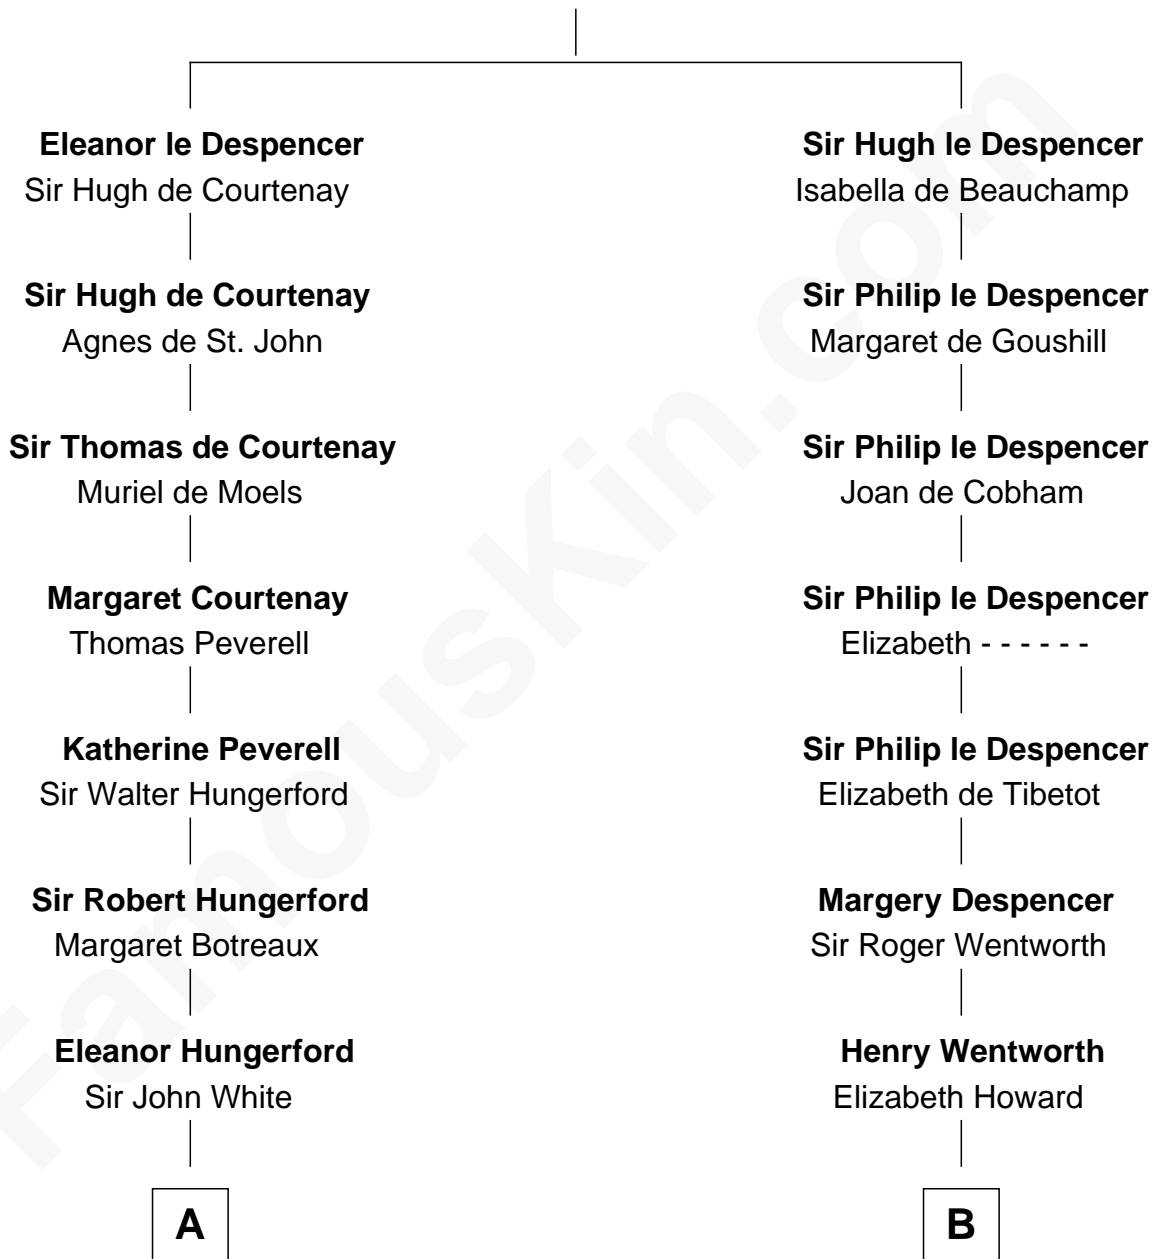 Eleanor le Despencer
Sir Hugh de Courtenay
Sir Hugh de Courtenay
Agnes de St. John
Sir Thomas de Courtenay
Muriel de Moels
Margaret Courtenay
Thomas Peverell
Katherine Peverell
Sir Walter Hungerford
Sir Robert Hungerford
Margaret Botreaux
Eleanor Hungerford
Sir John White
A
Sir Hugh le Despencer
Isabella de Beauchamp
Sir Philip le Despencer
Margaret de Goushill
Sir Philip le Despencer
Joan de Cobham
Sir Philip le Despencer
Elizabeth - - - - - -
Sir Philip le Despencer
Elizabeth de Tibetot
Margery Despencer
Sir Roger Wentworth
Henry Wentworth
Elizabeth Howard
B
FamousKin.com